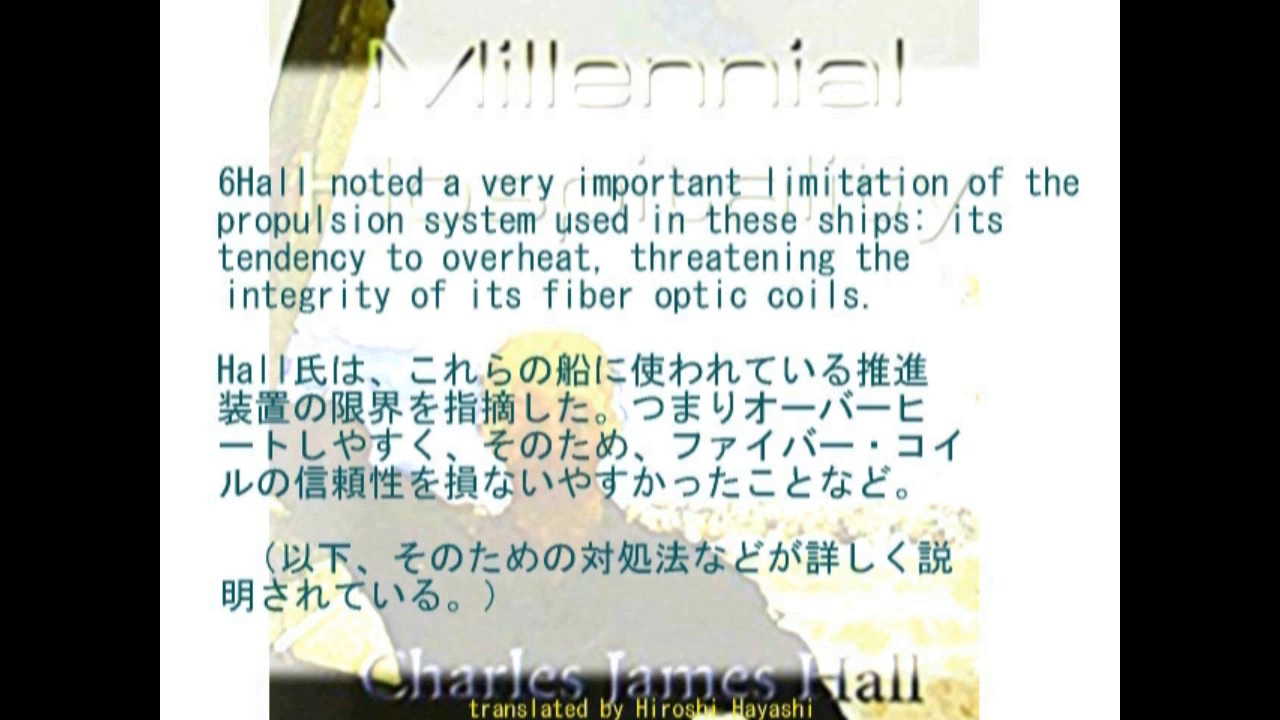 Millennial
Hospitality
6Hall noted a very important limitation of the
propulsion system used in these ships: its
tendency to overheat, threatening the
integrity of its fiber optic coils.
Hall氏は、これらの船に使われている推進
装置の限界を指摘した。つまりオーバーヒ
ートしやすく、そのため、ファイバー・コイ
ルの信頼性を損ないやすかったことなど。
(以下、そのための対処法などが詳しく説
明されている。)
Charles James Hall
translated by Hiroshi Hayashi